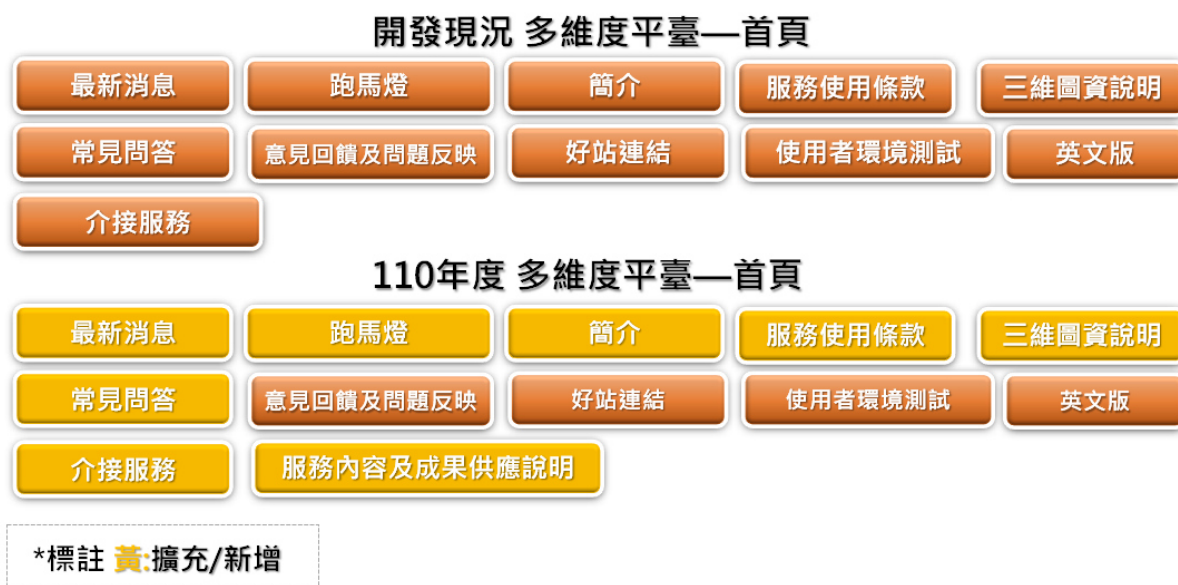 開發現況 多維度平臺—首頁
最新消息 跑馬燈 簡介 服務使用條款 三維圖資說明
常見問答 意見回饋及問題反映 好站連結 使用者環境測試 英文版
介接服務
110年度 多維度平臺—首頁
最新消息 跑馬燈 簡介 服務使用條款 三維圖資說明
常見問答 意見回饋及問題反映 好站連結 使用者環境測試 英文版
介接服務 服務內容及成果供應說明
*標註 黃:擴充/新增